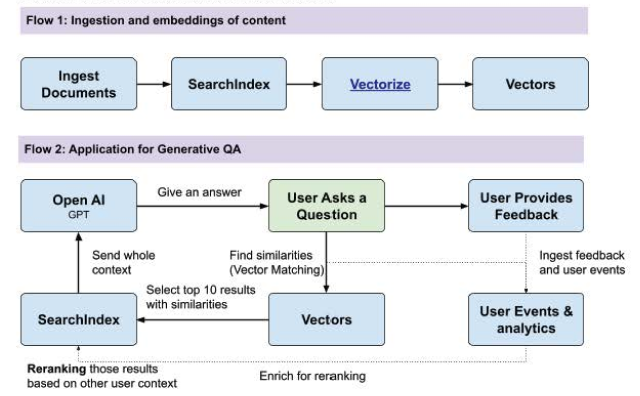 Flow 1: Ingestion and embeddings of content
Ingest
Documents
SearchIndex
Vectorize
Vectors
Flow 2: Application for Generative QA
Open AI
GPT
Give an answer
User Asks a
Question
User Provides
Feedback
Send whole
context
Find similarities
(Vector Matching)
Ingest feedback
and user events
Select top 10 results
with similarities
SearchIndex
Vectors
User Events &
analytics
Reranking those results
based on other user context
Enrich for reranking